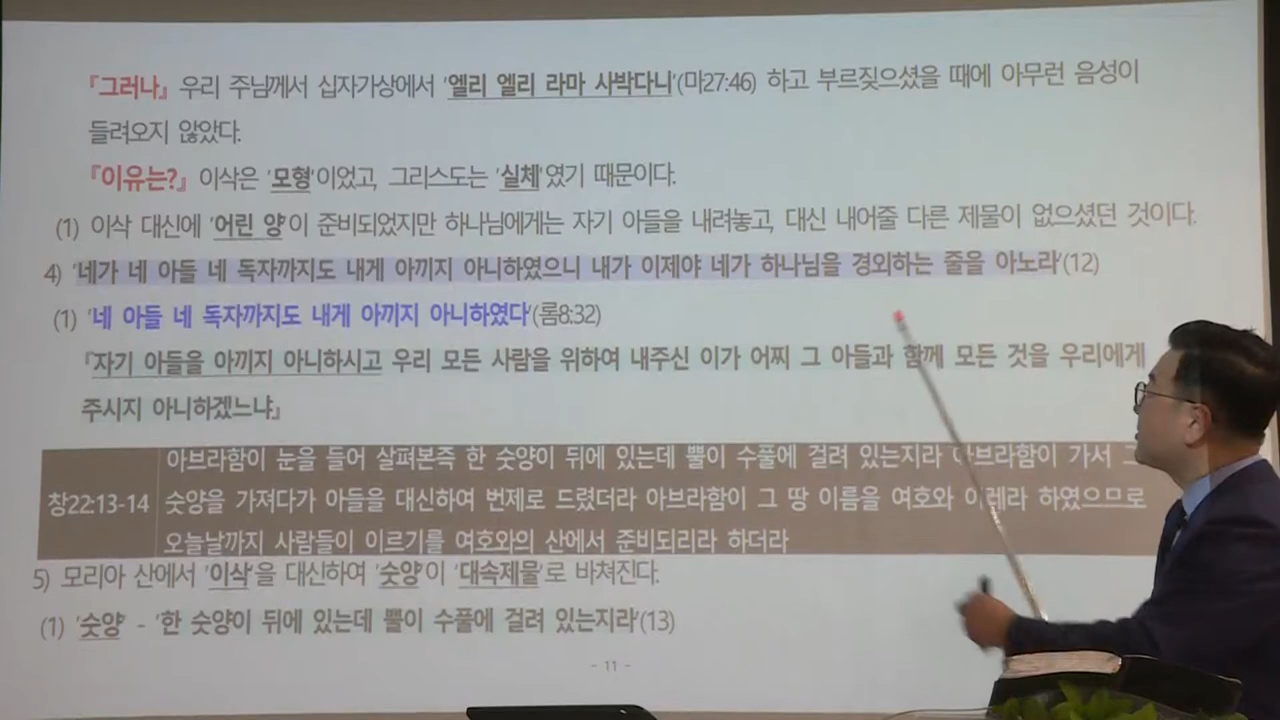 『그러나』 우리 주님께서 십자가상에서 '엘리 엘리 라마 사박다니'(마27:46) 하고 부르짖으셨을 때에 아무런 음성이
들려오지 않았다.
『이유는?』 이삭은 '모형'이었고, 그리스도는 '실체'였기 때문이다.
(1) 이삭 대신에 '어린 양'이 준비되었지만 하나님에게는 자기 아들을 내려놓고, 대신 내어줄 다른 제물이 없으셨던 것이다.
4) '네가 네 아들 네 독자까지도 내게 아끼지 아니하였으니 내가 이제야 네가 하나님을 경외하는 줄을 아노라'(12)
(1) '네 아들 네 독자까지도 내게 아끼지 아니하였다'(롬8:32)
『자기 아들을 아끼지 아니하시고 우리 모든 사람을 위하여 내주신 이가 어찌 그 아들과 함께 모든 것을 우리에게
주시지 아니하겠느냐』
아브라함이 눈을 들어 살펴본즉 한 숫양이 뒤에 있는데 뿔이 수풀에 걸려 있는지라 아브라함이 가서 그
창22:13-14 숫양을 가져다가 아들을 대신하여 번제로 드렸더라 아브라함이 그 땅 이름을 여호와 이레라 하였으므로
오늘날까지 사람들이 이르기를 여호와의 산에서 준비되리라 하더라
5) 모리아 산에서 '이삭'을 대신하여 '숫양'이 '대속제물'로 바쳐진다.
(1) '숫양' - '한 숫양이 뒤에 있는데 뿔이 수풀에 걸려 있는지라'(13)
- 11 -